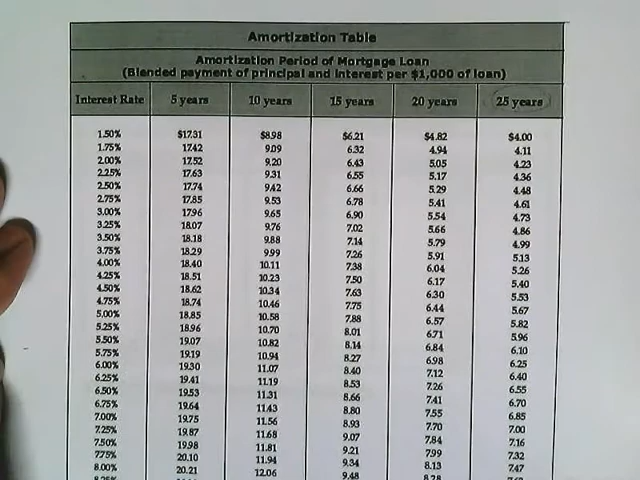 Amortization Table
Amortization Period of Mortgage Loan
(Blended payment of principal and interest per $1,000 of loan)
Interest Rate 5 years 10 years 15 years 20 years 25 years
1.50% $17.31 $8.98 $6.21 $4.82 $4.00
1.75% 17.42 9.09 6.32 4.94 4.11
2.00% 17.52 9.20 6.43 5.05 4.23
2.25% 17.63 9.31 6.55 5.17 4.36
2.50% 17.74 9.42 6.66 5.29 4.48
2.75% 17.85 9.53 6.78 5.41 4.61
3.00% 17.96 9.65 6.90 5.54 4.73
3.25% 18.07 9.76 7.02 5.66 4.86
3.50% 18.18 9.88 7.14 5.79 4.99
3.75% 18.29 9.99 7.26 5.91 5.13
4.00% 18.40 10.11 7.38 6.04 5.26
4.25% 18.51 10.23 7.50 6.17 5.40
4.50% 18.62 10.34 7.63 6.30 5.53
4.75% 18.74 10.46 7.75 6.44 5.67
5.00% 18.85 10.58 7.88 6.57 5.82
5.25% 18.96 10.70 8.01 6.71 5.96
5.50% 19.07 10.82 8.14 6.84 6.10
5.75% 19.19 10.94 8.27 6.98 6.25
6.00% 19.30 11.07 8.40 7.12 6.40
6.25% 19.41 11.19 8.53 7.26 6.55
6.50% 19.53 11.31 8.66 7.41 6.70
6.75% 19.64 11.43 8.80 7.55 6.85
7.00% 19.75 11.56 8.93 7.70 7.00
7.25% 19.87 11.68 9.07 7.84 7.16
7.50% 19.98 11.81 9.21 7.99 7.32
7.75% 20.10 11.94 9.34 8.13 7.47
8.00% 20.21 12.06 9.48 8.28